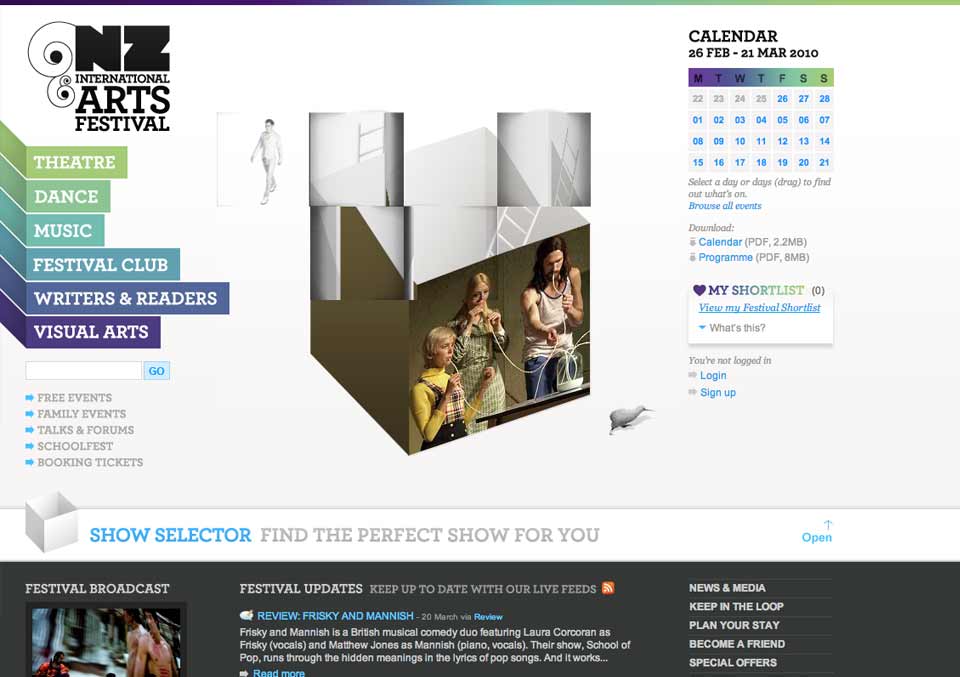 NZ
INTERNATIONAL
ARTS
FESTIVAL
THEATRE
DANCE
MUSIC
FESTIVAL CLUB
WRITERS & READERS
VISUAL ARTS
GO
FREE EVENTS
FAMILY EVENTS
TALKS & FORUMS
SCHOOLFEST
BOOKING TICKETS
CALENDAR
26 FEB - 21 MAR 2010
M T W T F S S
22 23 24 25 26 27 28
01 02 03 04 05 06 07
08 09 10 11 12 13 14
15 16 17 18 19 20 21
Select a day or days (drag) to find
out what's on.
Browse all events
Download:
Calendar (PDF, 2.2MB)
Programme (PDF, 8MB)
MY SHORTLIST (0)
View my Festival Shortlist
What's this?
You're not logged in
Login
Sign up
SHOW SELECTOR FIND THE PERFECT SHOW FOR YOU
Open
FESTIVAL BROADCAST
FESTIVAL UPDATES KEEP UP TO DATE WITH OUR LIVE FEEDS
REVIEW: FRISKY AND MANNISH - 20 March via Review
Frisky and Mannish is a British musical comedy duo featuring Laura Corcoran as
Frisky (vocals) and Matthew Jones as Mannish (piano, vocals). Their show, School of
Pop, runs through the hidden meanings in the lyrics of pop songs. And it works...
Read more
NEWS & MEDIA
KEEP IN THE LOOP
PLAN YOUR STAY
BECOME A FRIEND
SPECIAL OFFERS